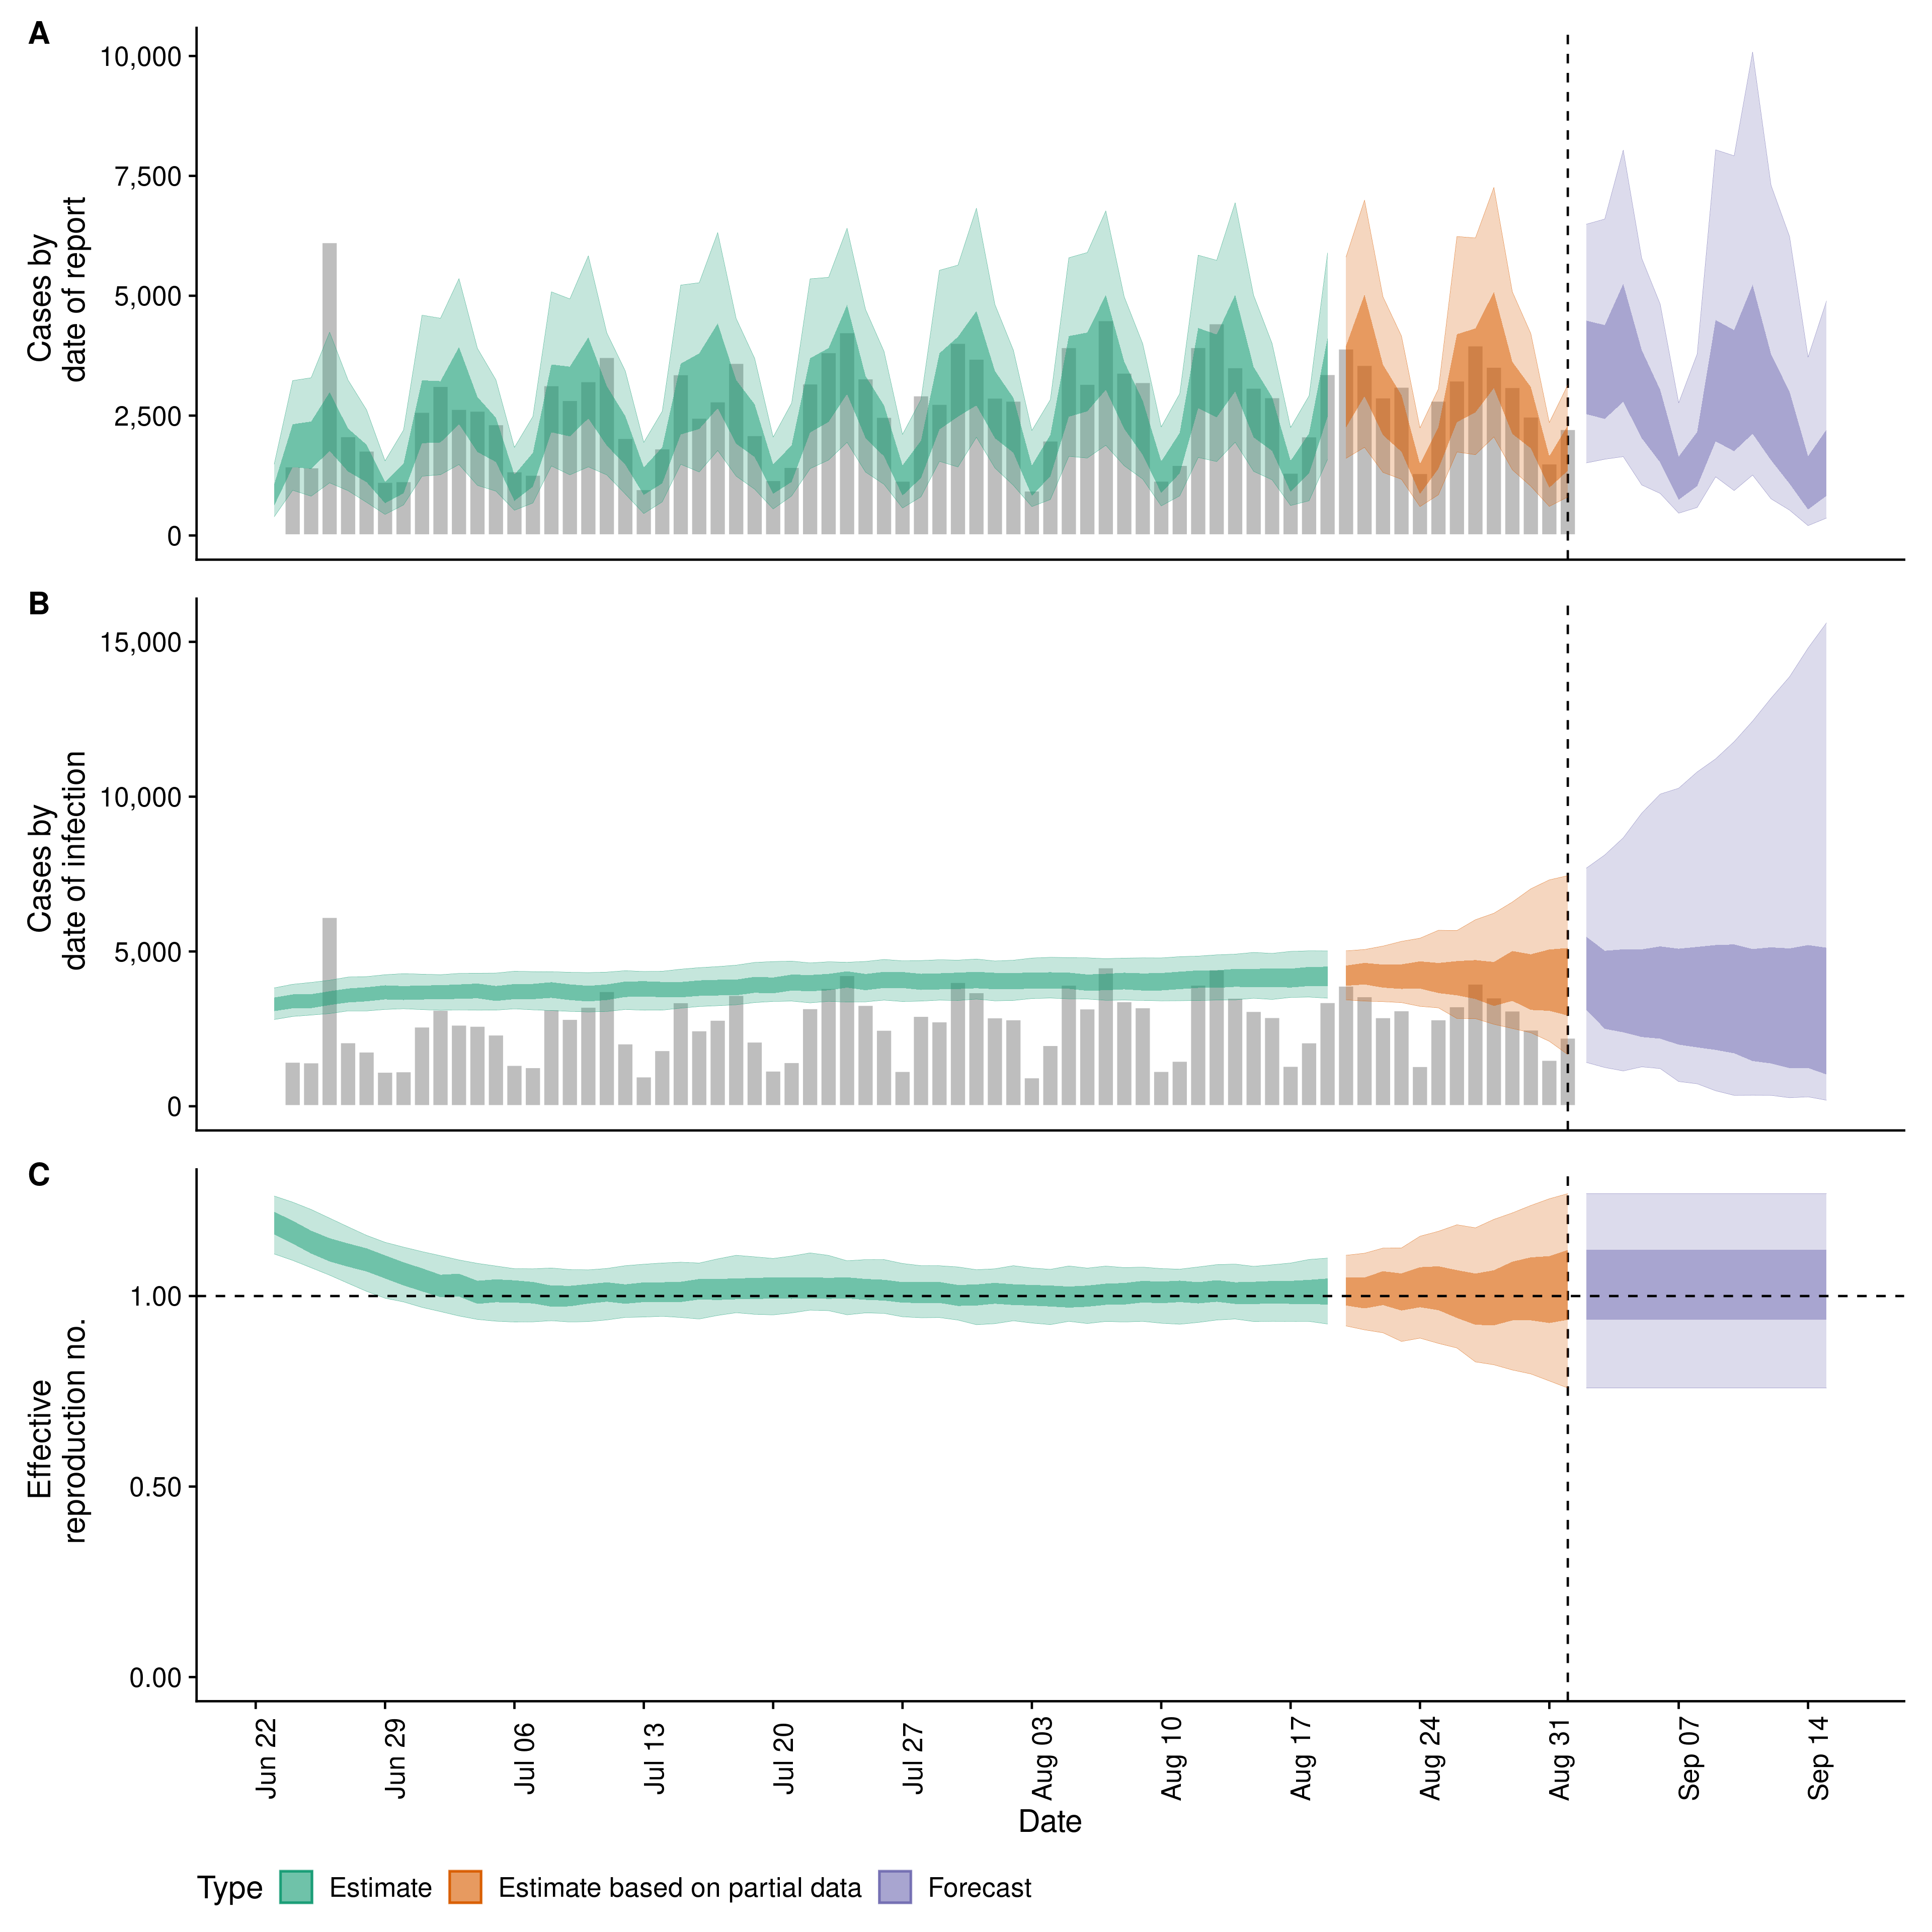 A
Cases by
date of report
10,000
7,500
5,000
2,500
0
B
Cases by
date of infection
15,000
10,000
5,000
0
C
Effective
reproduction no.
1.00
0.50
0.00
Jun 22
Jun 29
Jul 06
Jul 13
Jul 20
Jul 27
Aug 03
Aug 10
Aug 17
Aug 24
Aug 31
Sep 07
Sep 14
Date
Type Estimate Estimate based on partial data Forecast